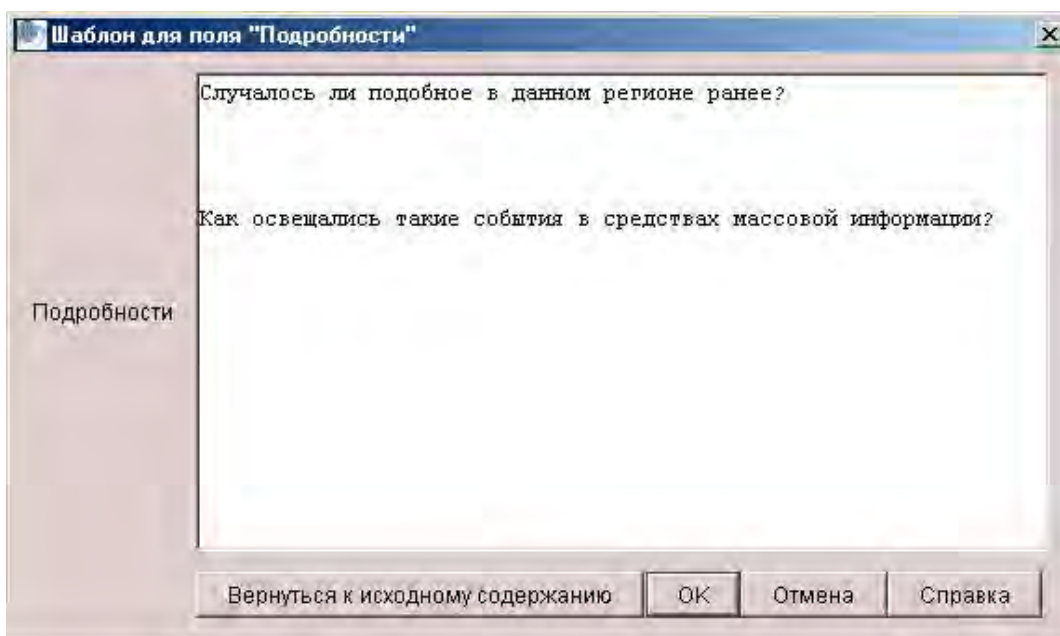 Шаблон для поля "Подробности"
Случалось ли подобное в данном регионе ранее?
Как освещались такие события в средствах массовой информации?
Подробности
Вернуться к исходному содержанию
OK
Отмена
Справка